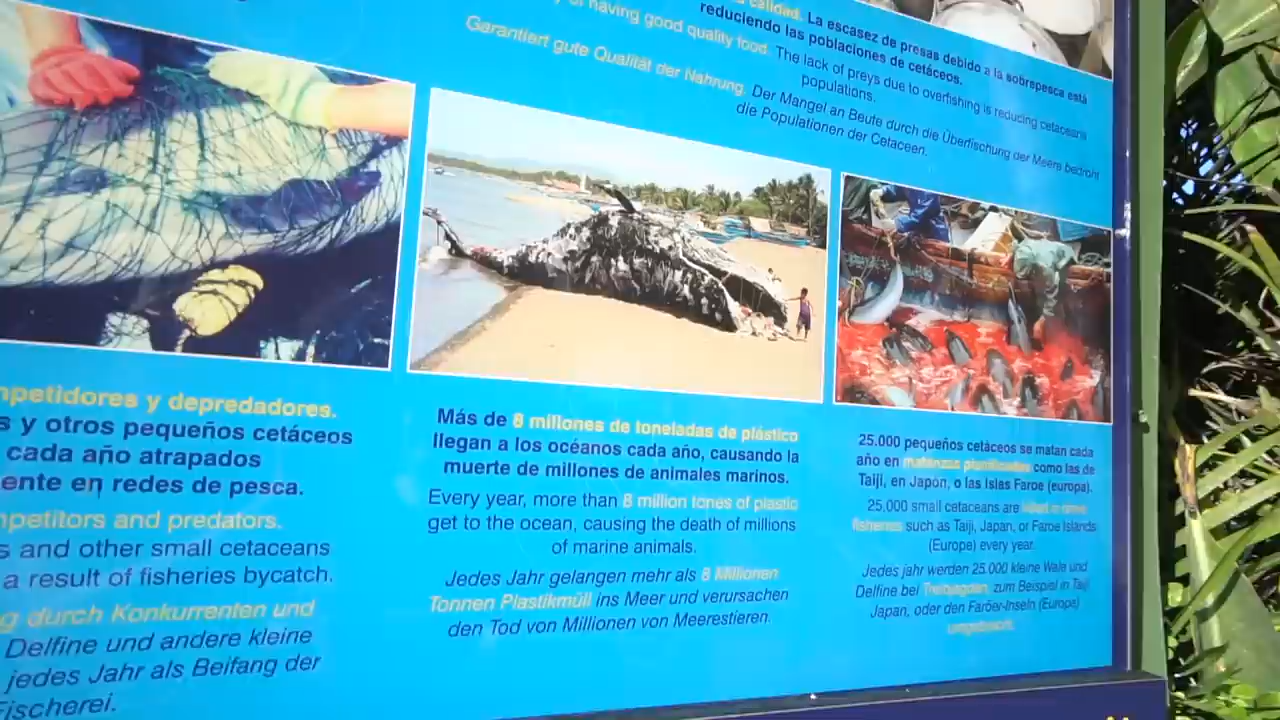 calidad. La escasez de presas debido a la sobrepesca está
reduciendo las poblaciones de cetáceos.
of having good quality food. The lack of preys due to overfishing is reducing cetaceans
populations.
Garantiert gute Qualität der Nahrung. Der Mangel an Beute durch die Überfischung der Meere bedroht
die Populationen der Cetaceen.
mpetidores y depredadores.
s y otros pequeños cetáceos
cada año atrapados
ente en redes de pesca.
mpetitors and predators.
s and other small cetaceans
a result of fisheries bycatch.
g durch Konkurrenten und
Delfine und andere kleine
jedes Jahr als Beifang der
Fischerei.
Más de 8 millones de toneladas de plástico
llegan a los océanos cada año, causando la
muerte de millones de animales marinos.
Every year, more than 8 million tones of plastic
get to the ocean, causing the death of millions
of marine animals.
Jedes Jahr gelangen mehr als 8 Millionen
Tonnen Plastikmüll ins Meer und verursachen
den Tod von Millionen von Meerestieren.
25.000 pequeños cetáceos se matan cada
año en matanzas planificadas como las de
Taiji, en Japón, o las Islas Faroe (europa).
25.000 small cetaceans are killed in drive
fisheries such as Taiji, Japan, or Faroe Islands
(Europe) every year.
Jedes jahr werden 25.000 kleine Wale und
Delfine bei Treibjagden, zum Beispiel in Taiji
Japan, oder den Faröer-Inseln (Europa)
umgebracht.